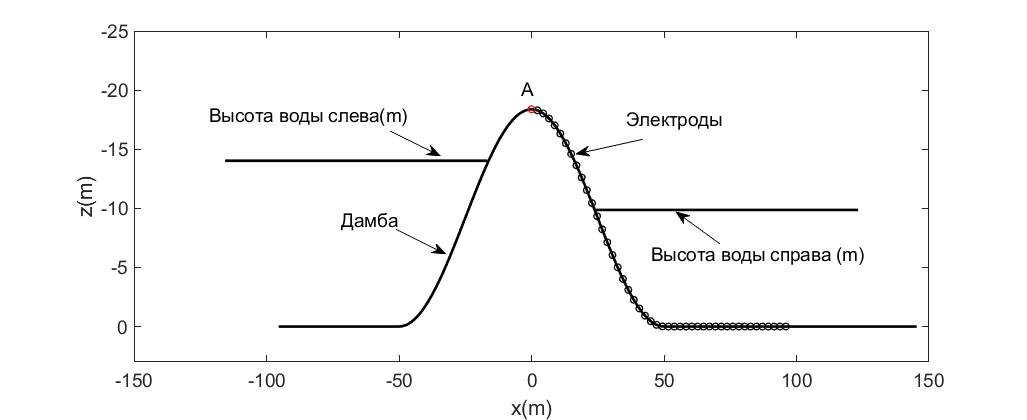 -25
-20
-15
-10
-5
0
z(m)
A
Высота воды слева(m)
Электроды
Дамба
Высота воды справа (m)
-150
-100
-50
0
50
100
150
x(m)